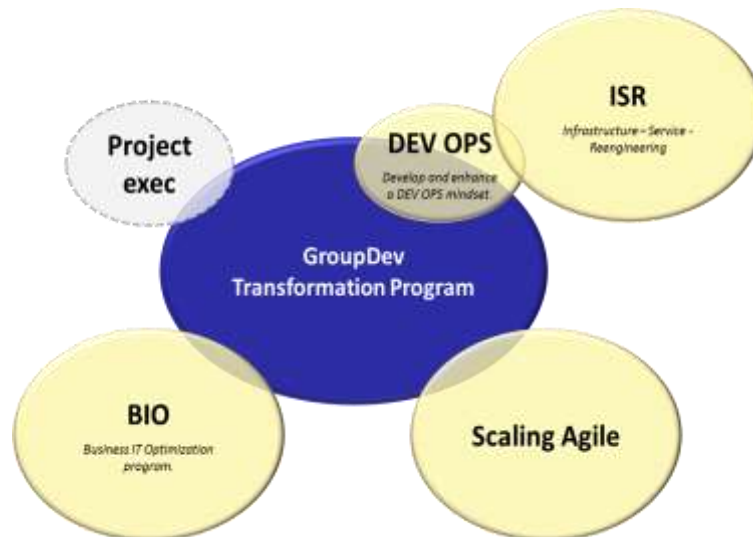 ISR
Infrastructure – Service -
Reengineering
DEV OPS
Develop and enhance
a DEV OPS mindset.
Project
exec
GroupDev
Transformation Program
BIO
Business IT Optimization
program.
Scaling Agile